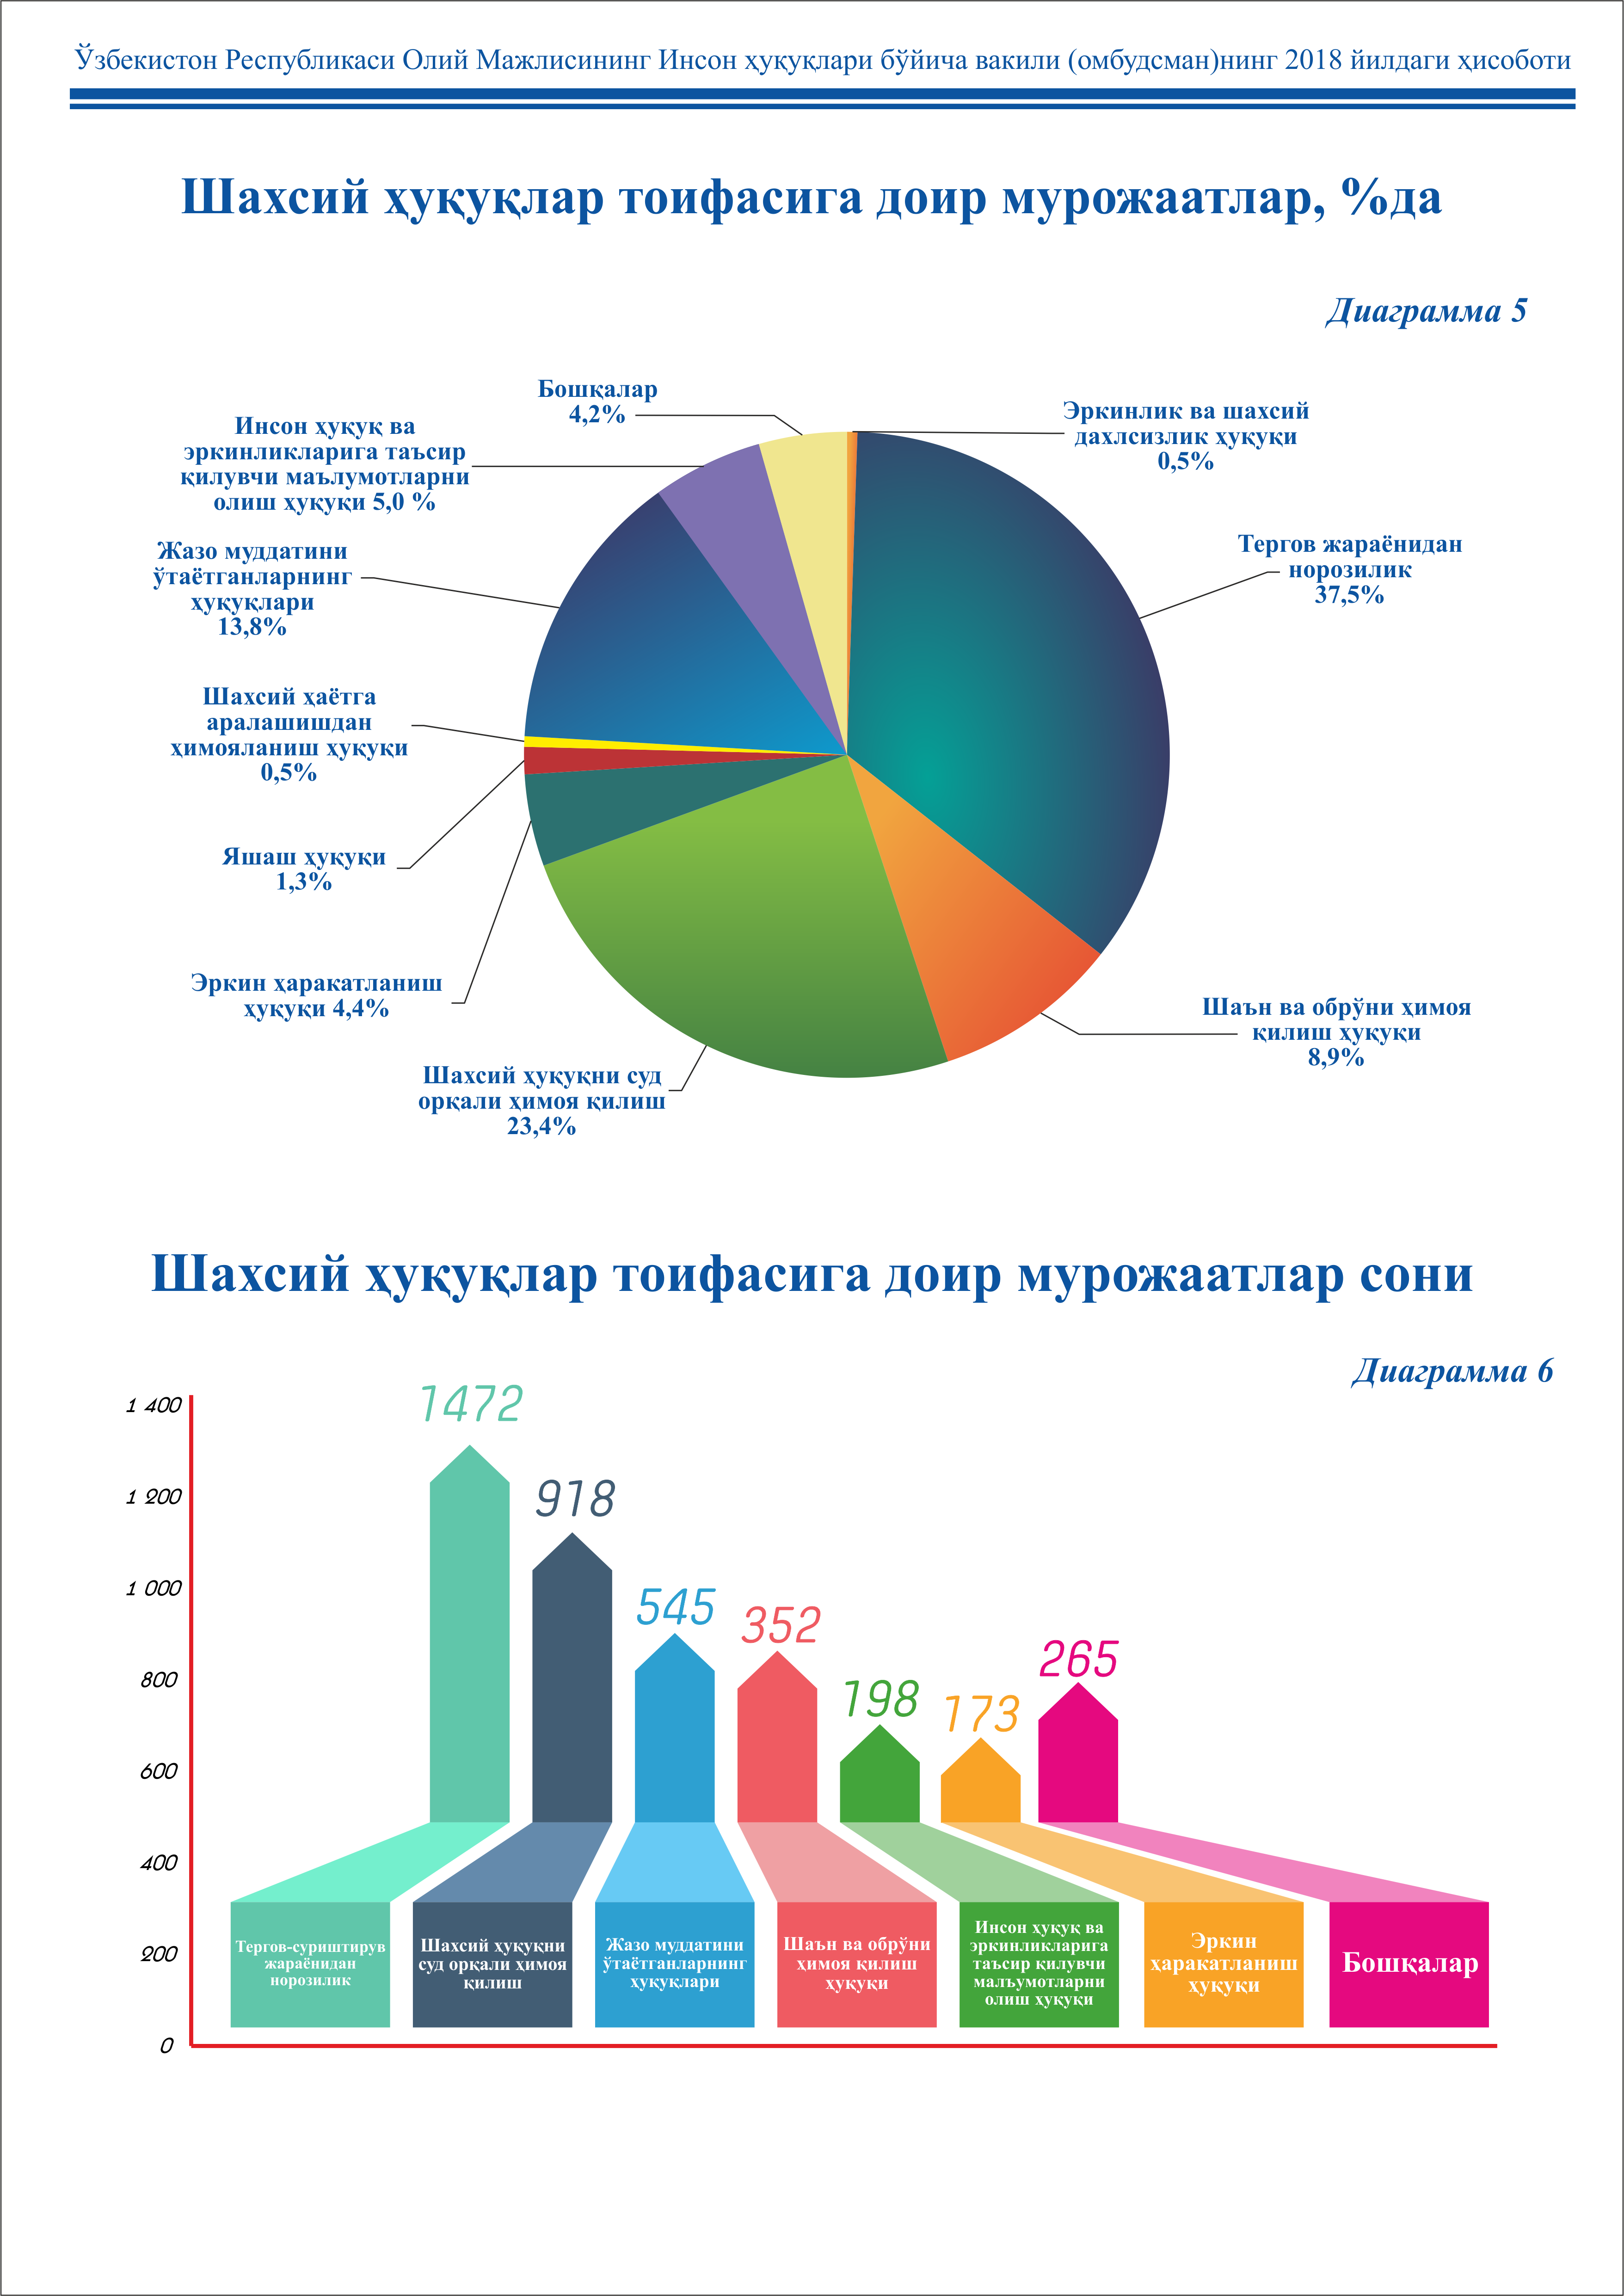 Ўзбекистон Республикаси Олий Мажлисининг Инсон ҳуқуқлари бўйича вакили (омбудсман)нинг 2018 йилдаги ҳисоботи
Шахсий ҳуқуқлар тоифасига доир мурожаатлар, %да
Диаграмма 5
Бошқалар
4,2%
Эркинлик ва шахсий
дахлсизлик ҳуқуқи
0,5%
Инсон ҳуқуқ ва
эркинликларига таъсир
қилувчи маълумотларни
олиш ҳуқуқи 5,0 %
Тергов жараёнидан
норозилик
37,5%
Жазо муддатини
ўтаётганларнинг
ҳуқуқлари
13,8%
Шахсий ҳаётга
аралашишдан
ҳимояланиш ҳуқуқи
0,5%
Яшаш ҳуқуқи
1,3%
Эркин ҳаракатланиш
ҳуқуқи 4,4%
Шаън ва обрўни ҳимоя
қилиш ҳуқуқи
8,9%
Шахсий ҳуқуқни суд
орқали ҳимоя қилиш
23,4%
Шахсий ҳуқуқлар тоифасига доир мурожаатлар сони
Диаграмма 6
1 400
1 200
1 000
800
600
400
200
0
1472
918
545
352
198
173
265
Тергов-суриштирув
жараёнидан
норозилик
Шахсий ҳуқуқни
суд орқали ҳимоя
қилиш
Жазо муддатини
ўтаётганларнинг
ҳуқуқлари
Шаън ва обрўни
ҳимоя қилиш
ҳуқуқи
Инсон ҳуқуқ ва
эркинликларига
таъсир қилувчи
малъумотларни
олиш ҳуқуқи
Эркин
ҳаракатланиш
ҳуқуқи
Бошқалар